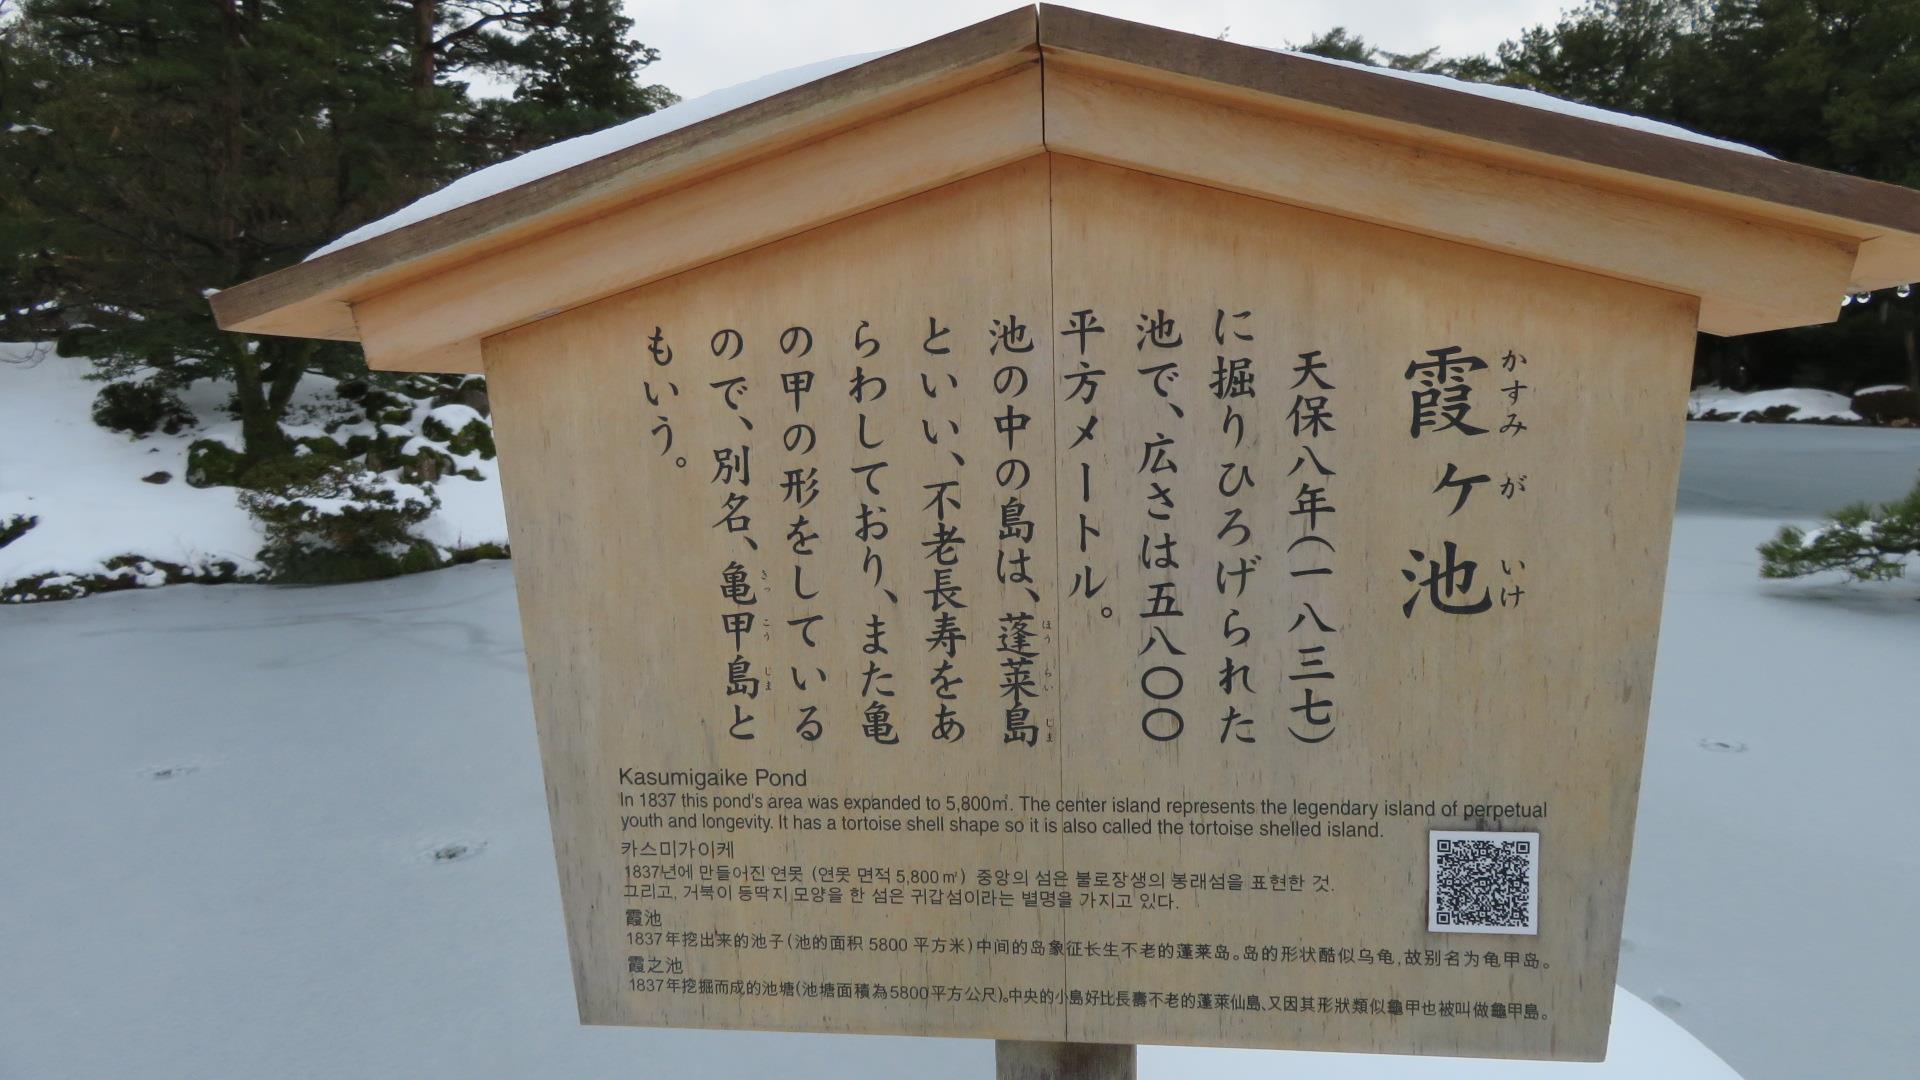 霞ヶ池
かすみ が いけ
天保八年（一八三七）
に掘りひろげられた
池で、広さは五八〇〇
平方メートル。
池の中の島は、蓬莱島
ほう らい じま
といい、不老長寿をあ
らわしており、また亀
の甲の形をしている
ので、別名、亀甲島と
きっ こう じま
もいう。
Kasumigaike Pond
In 1837 this pond's area was expanded to 5,800㎡. The center island represents the legendary island of perpetual
youth and longevity. It has a tortoise shell shape so it is also called the tortoise shelled island.
카스미가이케
1837년에 만들어진 연못 (연못 면적 5,800㎡) 중앙의 섬은 불로장생의 봉래섬을 표현한 것.
그리고, 거북이 등딱지 모양을 한 섬은 귀갑섬이라는 별명을 가지고 있다.
霞池
1837年挖出来的池子(池的面积 5800 平方米)中间的岛象征长生不老的蓬莱岛。岛的形状酷似乌龟,故别名为龟甲岛。
霞之池
1837年挖掘而成的池塘(池塘面積為5800平方公尺)。中央的小島好比長壽不老的蓬萊仙島、又因其形狀類似龜甲也被叫做龜甲島。